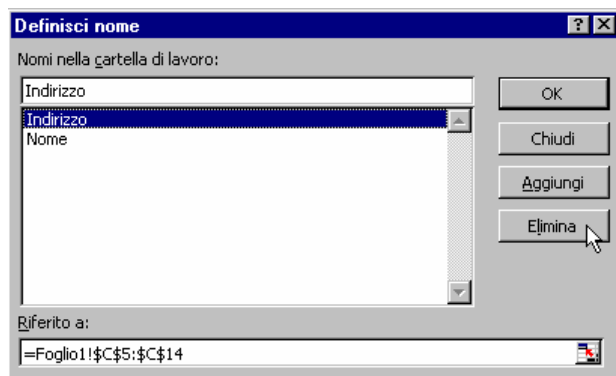 Definisci nome
Nomi nella cartella di lavoro:
Indirizzo
OK
Indirizzo
Nome
Chiudi
Aggiungi
Elimina
Riferito a:
=Foglio1!$C$5:$C$14